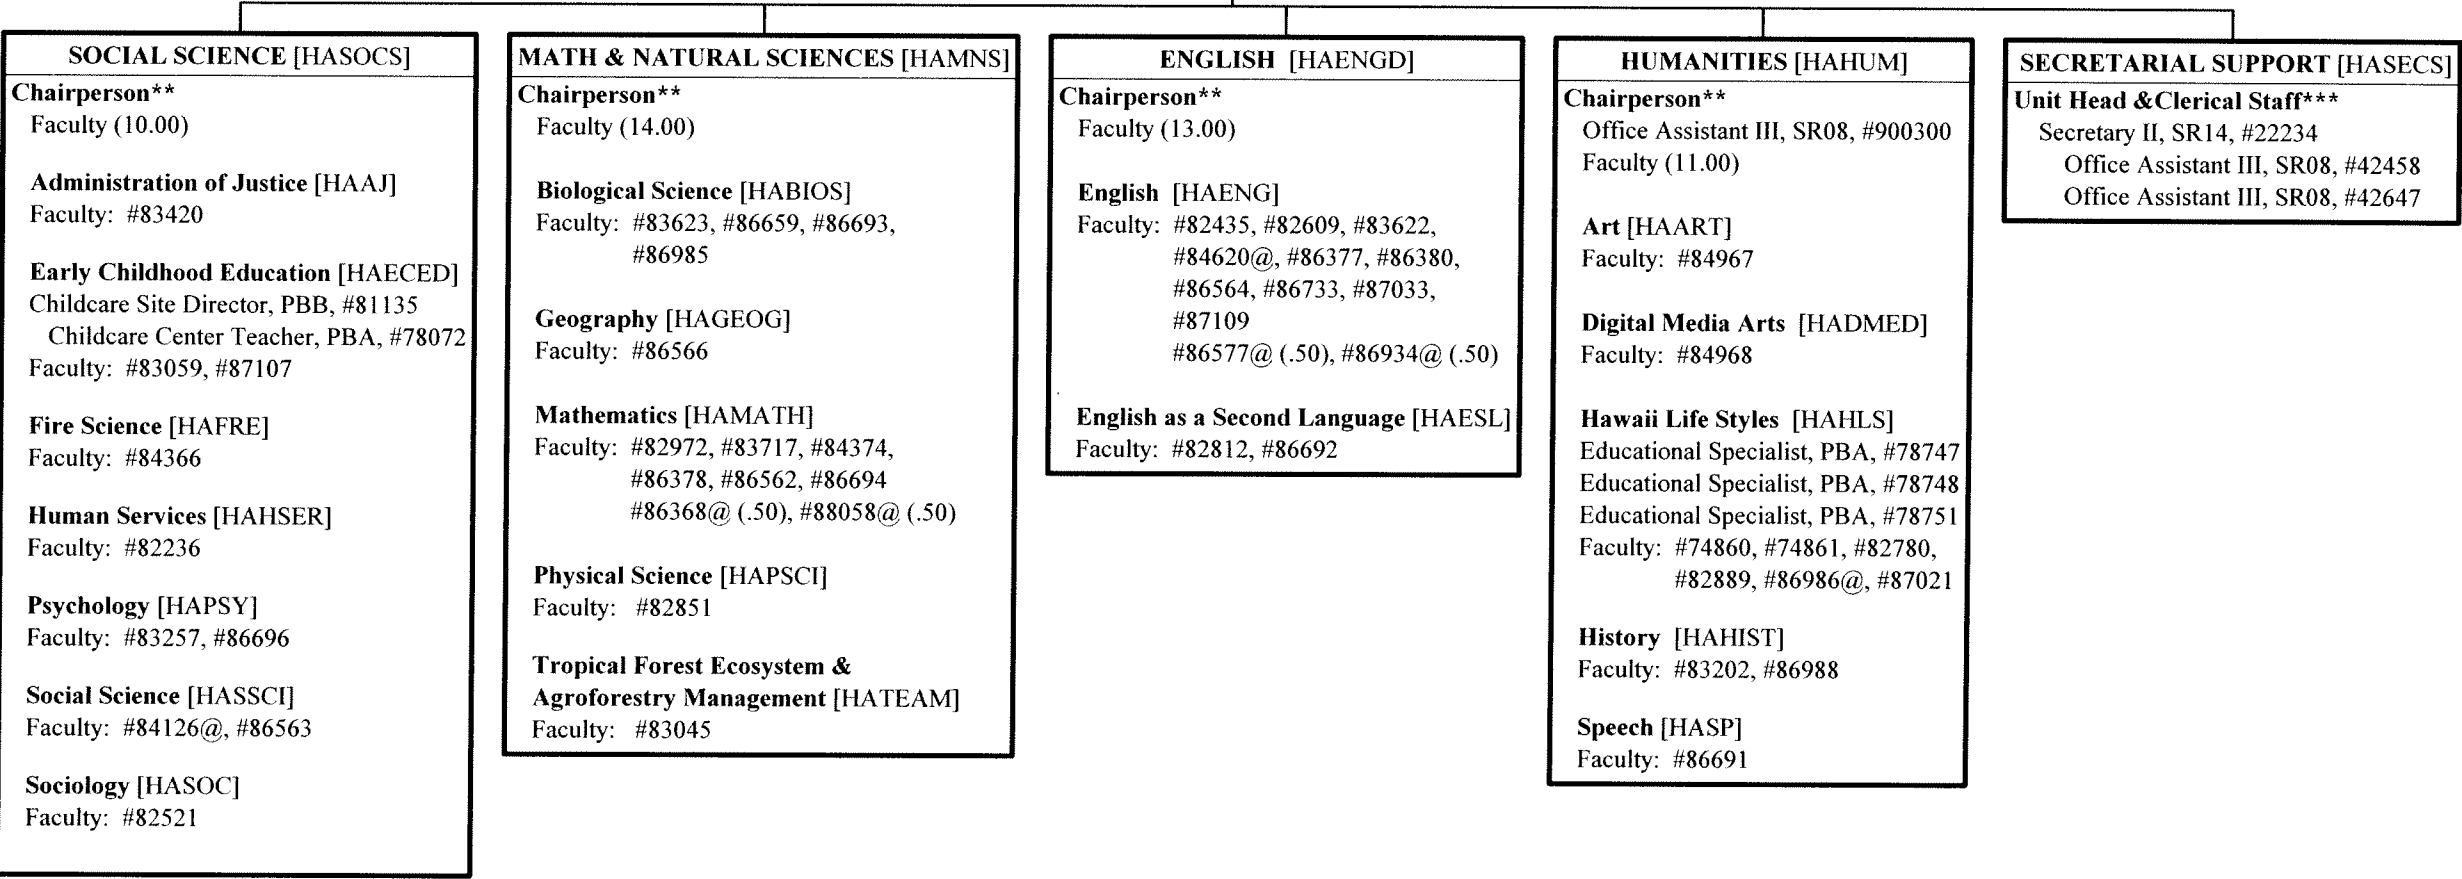 SOCIAL SCIENCE [HASOCS]
Chairperson**
Faculty (10.00)
Administration of Justice [HAAJ]
Faculty: #83420
Early Childhood Education [HAECED]
Childcare Site Director, PBB, #81135
Childcare Center Teacher, PBA, #78072
Faculty: #83059, #87107
Fire Science [HAFRE]
Faculty: #84366
Human Services [HAHSER]
Faculty: #82236
Psychology [HAPSY]
Faculty: #83257, #86696
Social Science [HASSCI]
Faculty: #84126@, #86563
Sociology [HASOC]
Faculty: #82521
MATH & NATURAL SCIENCES [HAMNS]
Chairperson**
Faculty (14.00)
Biological Science [HABIOS]
Faculty: #83623, #86659, #86693,
#86985
Geography [HAGEOG]
Faculty: #86566
Mathematics [HAMATH]
Faculty: #82972, #83717, #84374,
#86378, #86562, #86694
#86368@ (.50), #88058@ (.50)
Physical Science [HAPSCI]
Faculty: #82851
Tropical Forest Ecosystem &
Agroforestry Management [HATEAM]
Faculty: #83045
ENGLISH [HAENGD]
Chairperson**
Faculty (13.00)
English [HAENG]
Faculty: #82435, #82609, #83622,
#84620@, #86377, #86380,
#86564, #86733, #87033,
#87109
#86577@ (.50), #86934@ (.50)
English as a Second Language [HAESL]
Faculty: #82812, #86692
HUMANITIES [HAHUM]
Chairperson**
Office Assistant III, SR08, #900300
Faculty (11.00)
Art [HAART]
Faculty: #84967
Digital Media Arts [HADMED]
Faculty: #84968
Hawaii Life Styles [HAHLS]
Educational Specialist, PBA, #78747
Educational Specialist, PBA, #78748
Educational Specialist, PBA, #78751
Faculty: #74860, #74861, #82780,
#82889, #86986@, #87021
History [HAHIST]
Faculty: #83202, #86988
Speech [HASP]
Faculty: #86691
SECRETARIAL SUPPORT [HASECS]
Unit Head &Clerical Staff***
Secretary II, SR14, #22234
Office Assistant III, SR08, #42458
Office Assistant III, SR08, #42647